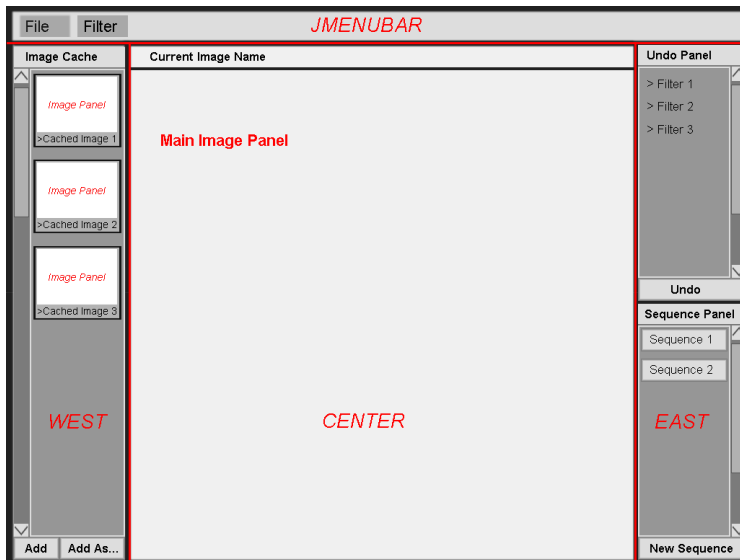 File Filter JMENUBAR
Image Cache
Image Panel
>Cached Image 1
Image Panel
>Cached Image 2
Image Panel
>Cached Image 3
WEST
Add Add As...
Current Image Name
Main Image Panel
CENTER
Undo Panel
> Filter 1
> Filter 2
> Filter 3
Undo
Sequence Panel
Sequence 1
Sequence 2
EAST
New Sequence